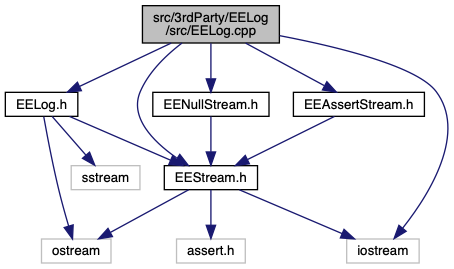 src/3rdParty/EELog
/src/EELog.cpp
EELog.h
EENullStream.h
EEAssertStream.h
sstream
EEStream.h
ostream
assert.h
iostream